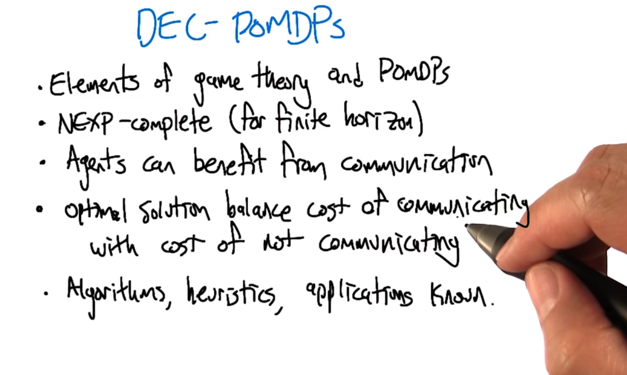 DEC-POMDPs
• Elements of game theory and POMDPs
• NEXP-complete (for finite horizon)
• Agents can benefit from communication
• optimal solution balance cost of communicating
with cost of not communicating
• Algorithms, heuristics, applications known.